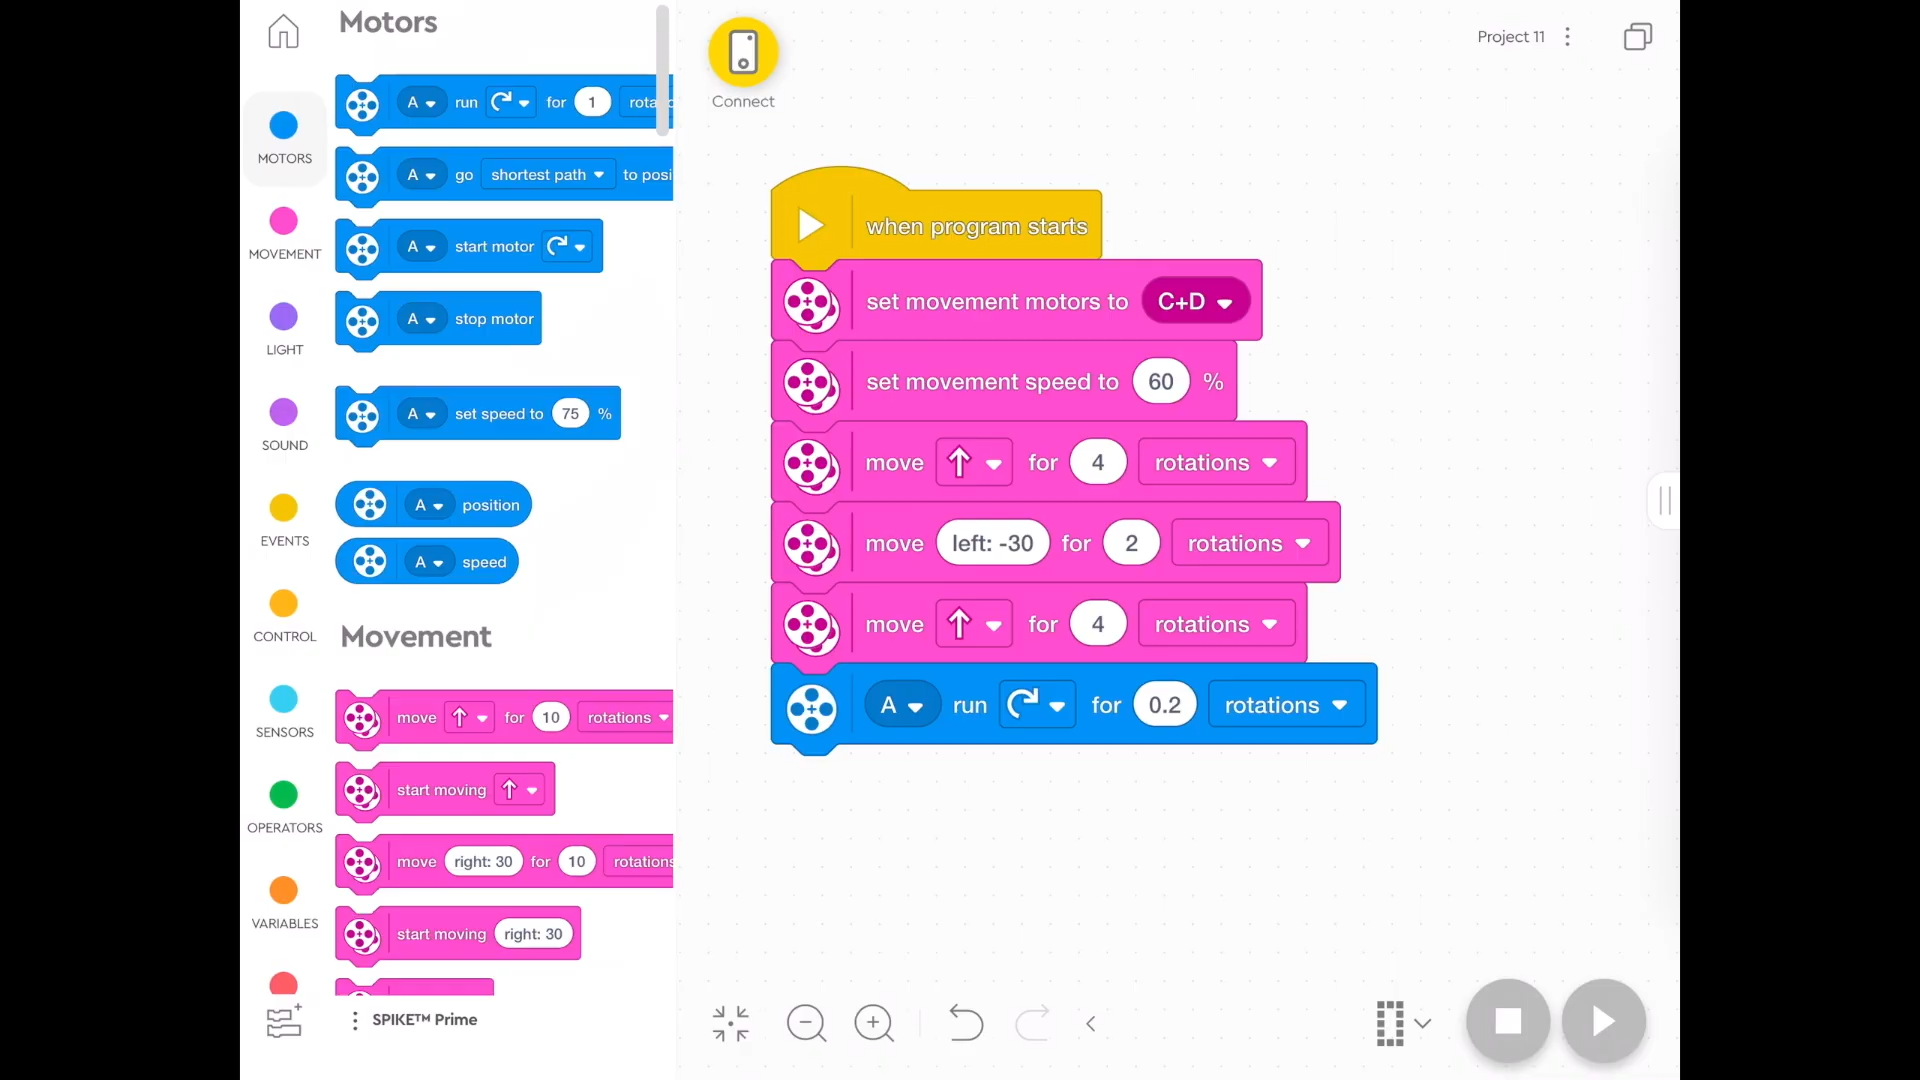 Motors
A run for 1 rotatio
A go shortest path to posi
A start motor
A stop motor
A set speed to 75 %
A position
A speed
Movement
move for 10 rotations
start moving
move right: 30 for 10 rotations
start moving right: 30
MOTORS
MOVEMENT
LIGHT
SOUND
EVENTS
CONTROL
SENSORS
OPERATORS
VARIABLES
SPIKE™ Prime
Connect
Project 11
when program starts
set movement motors to C+D
set movement speed to 60 %
move for 4 rotations
move left: -30 for 2 rotations
move for 4 rotations
A run for 0.2 rotations